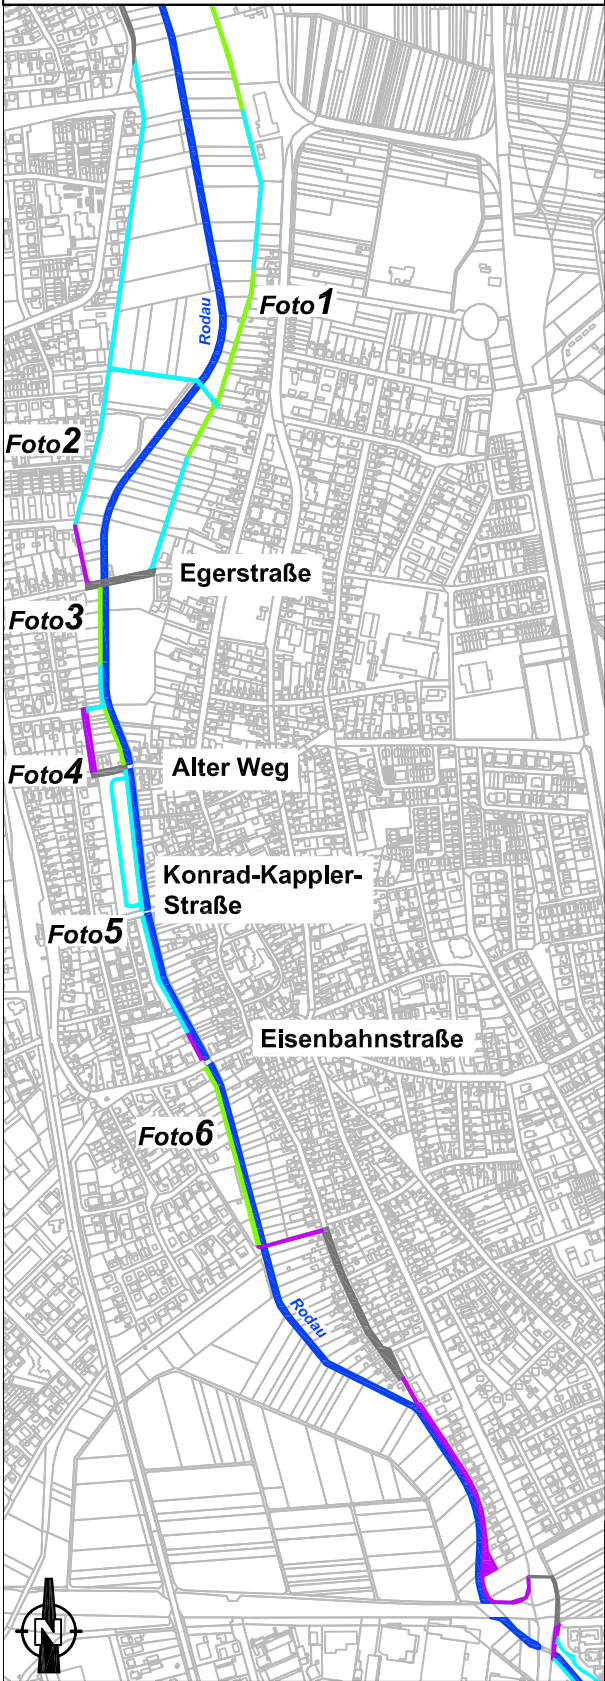 Foto1
Rodau
Foto2
Egerstraße
Foto3
Alter Weg
Foto4
Konrad-Kappler-
Straße
Foto5
Eisenbahnstraße
Foto6
Rodau
N